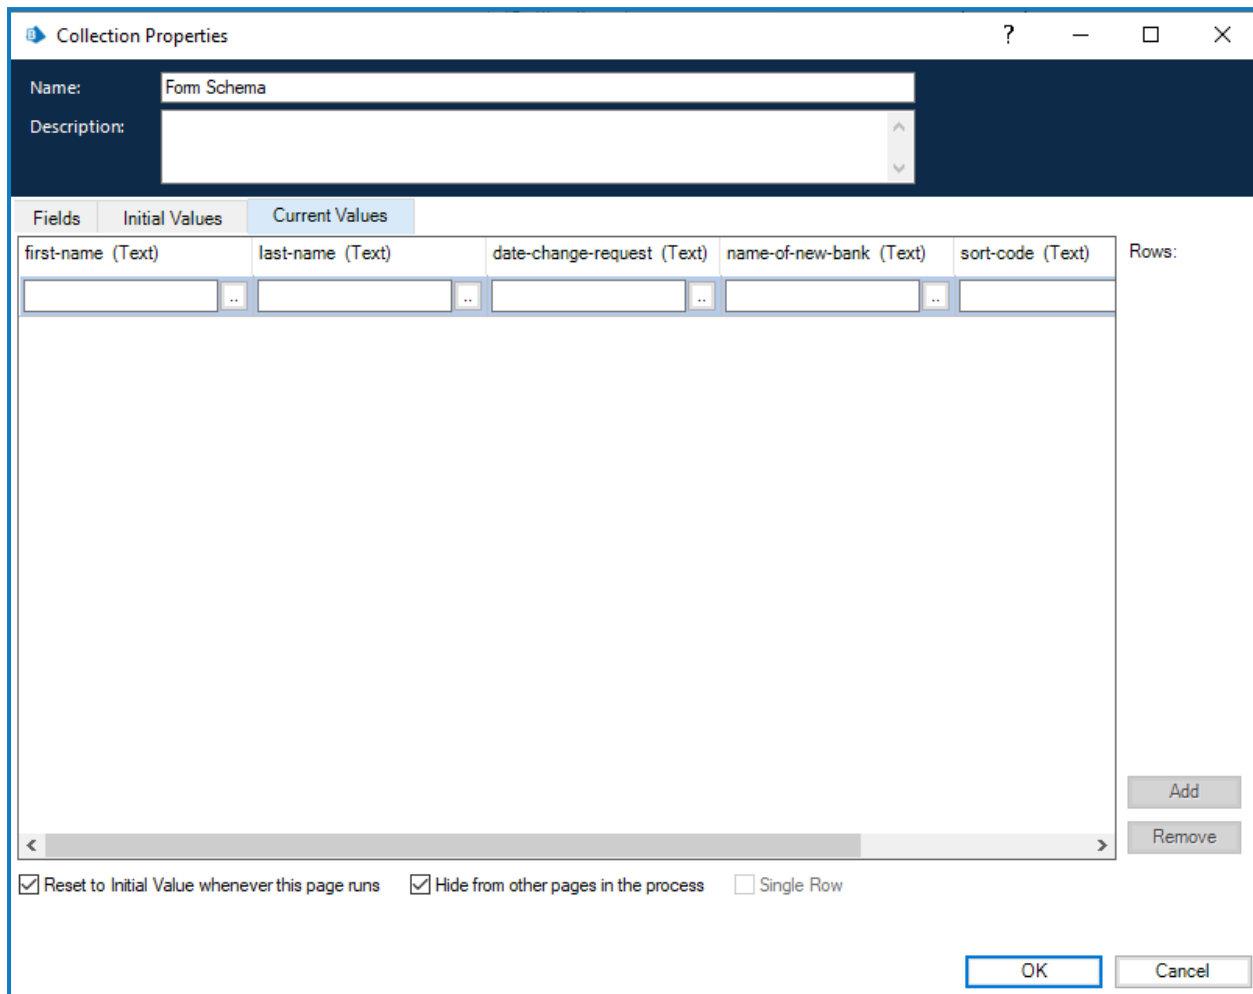 Collection Properties
?
Name: Form Schema
Description:
Fields Initial Values Current Values
first-name (Text) last-name (Text) date-change-request (Text) name-of-new-bank (Text) sort-code (Text) Rows:
.. .. .. ..
Add
Remove
Reset to Initial Value whenever this page runs Hide from other pages in the process Single Row
OK Cancel